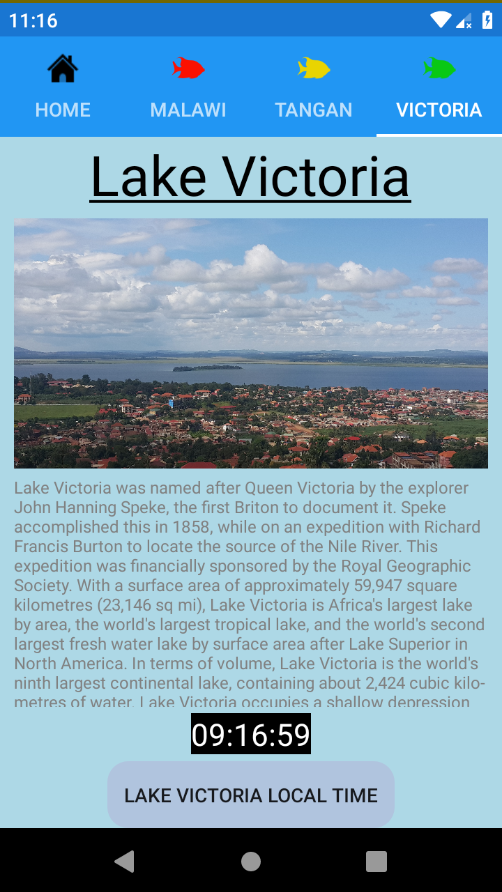 11:16
HOME MALAWI TANGAN VICTORIA
Lake Victoria
Lake Victoria was named after Queen Victoria by the explorer
John Hanning Speke, the first Briton to document it. Speke
accomplished this in 1858, while on an expedition with Richard
Francis Burton to locate the source of the Nile River. This
expedition was financially sponsored by the Royal Geographic
Society. With a surface area of approximately 59,947 square
kilometres (23,146 sq mi), Lake Victoria is Africa's largest lake
by area, the world's largest tropical lake, and the world's second
largest fresh water lake by surface area after Lake Superior in
North America. In terms of volume, Lake Victoria is the world's
ninth largest continental lake, containing about 2,424 cubic kilo-
metres of water. Lake Victoria occupies a shallow depression
09:16:59
LAKE VICTORIA LOCAL TIME